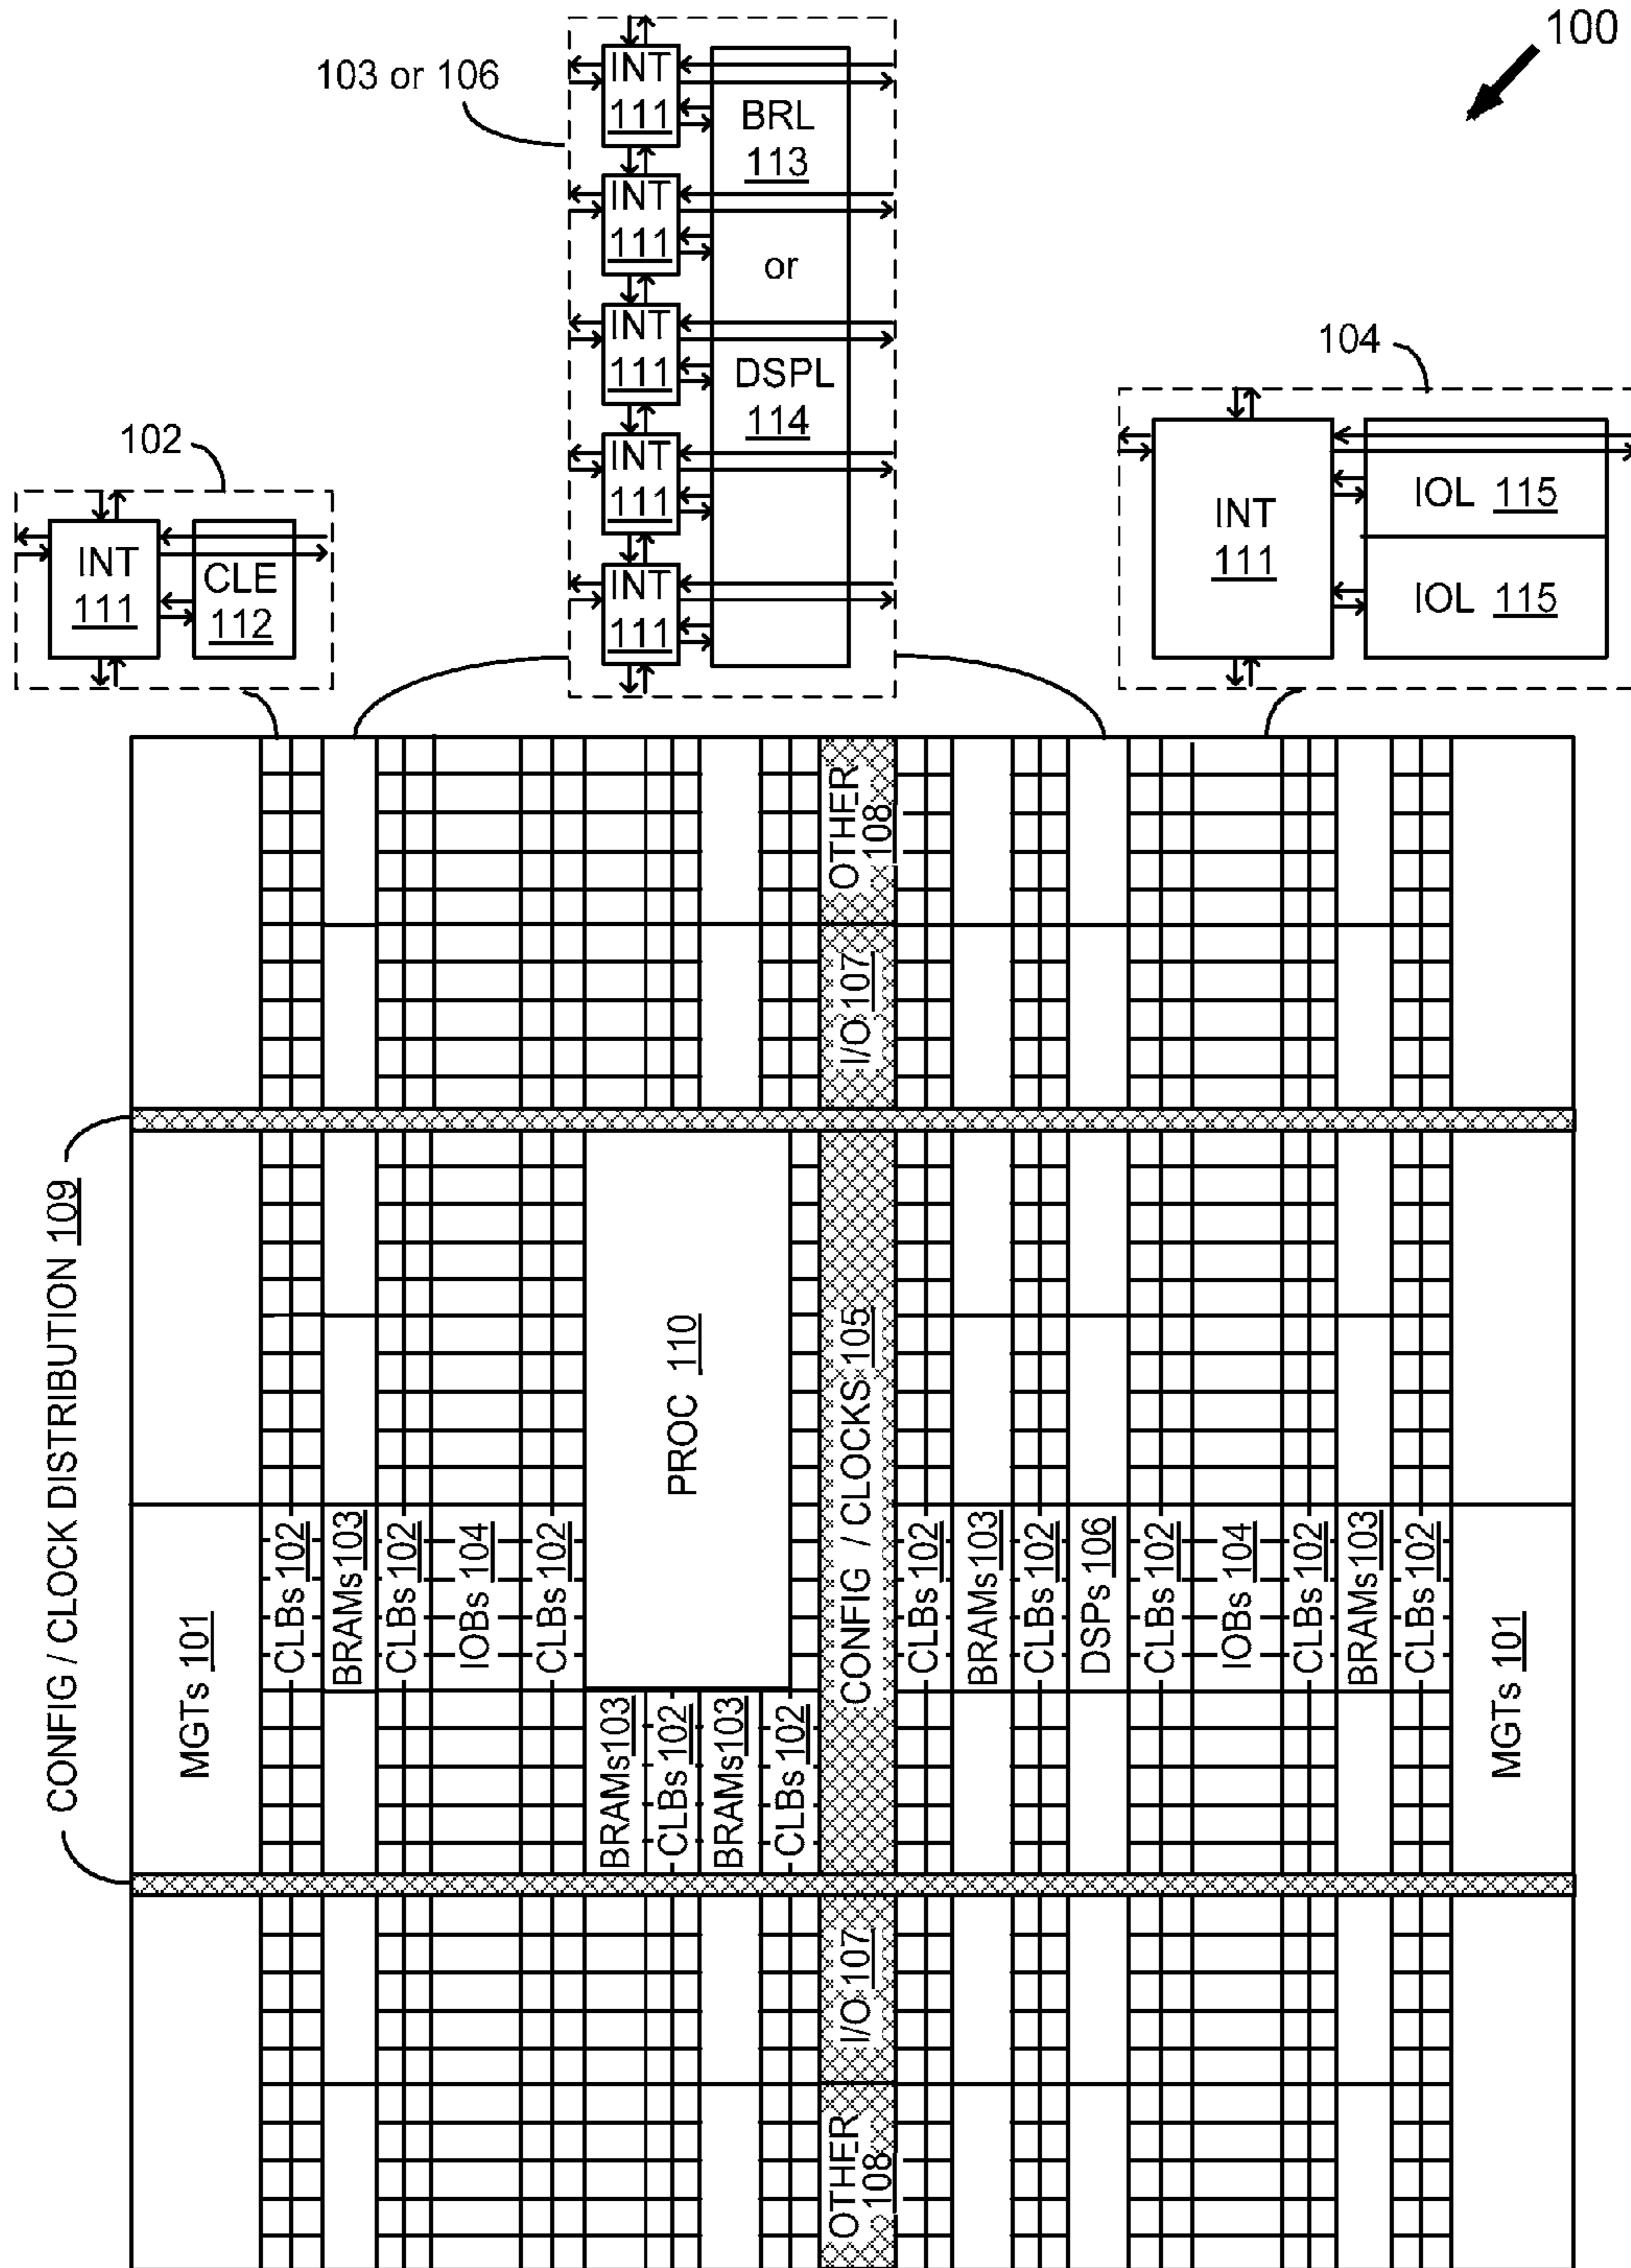 100
103 or 106
INT
111
INT
111
INT
111
INT
111
INT
111
BRL
113
or
DSPL
114
104
INT
111
IOL 115
IOL 115
102
INT
111
CLE
112
CONFIG / CLOCK DISTRIBUTION 109
OTHER
108
I/O 107
PROC 110
CONFIG / CLOCKS 105
MGTs 101
CLBs 102
BRAMs 103
CLBs 102
IOBs 104
CLBs 102
BRAMs 103
CLBs 102
BRAMs 103
CLBs 102
CLBs 102
BRAMs 103
CLBs 102
DSPs 106
CLBs 102
IOBs 104
CLBs 102
BRAMs 103
CLBs 102
MGTs 101
I/O 107
OTHER
108